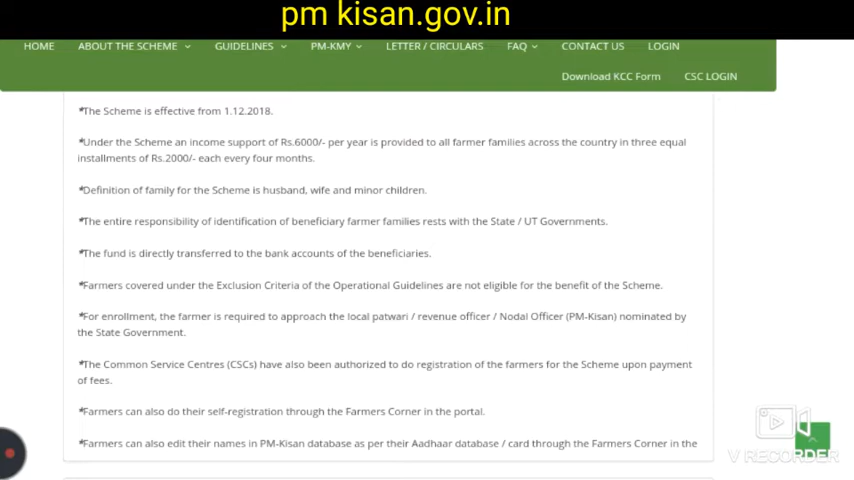 pm kisan.gov.in
HOME ABOUT THE SCHEME GUIDELINES PM-KMY LETTER / CIRCULARS FAQ CONTACT US LOGIN
Download KCC Form CSC LOGIN
*The Scheme is effective from 1.12.2018.
*Under the Scheme an income support of Rs.6000/- per year is provided to all farmer families across the country in three equal
installments of Rs.2000/- each every four months.
*Definition of family for the Scheme is husband, wife and minor children.
*The entire responsibility of identification of beneficiary farmer families rests with the State / UT Governments.
*The fund is directly transferred to the bank accounts of the beneficiaries.
*Farmers covered under the Exclusion Criteria of the Operational Guidelines are not eligible for the benefit of the Scheme.
*For enrollment, the farmer is required to approach the local patwari / revenue officer / Nodal Officer (PM-Kisan) nominated by
the State Government.
*The Common Service Centres (CSCs) have also been authorized to do registration of the farmers for the Scheme upon payment
of fees.
*Farmers can also do their self-registration through the Farmers Corner in the portal.
*Farmers can also edit their names in PM-Kisan database as per their Aadhaar database / card through the Farmers Corner in the
V RECORDER